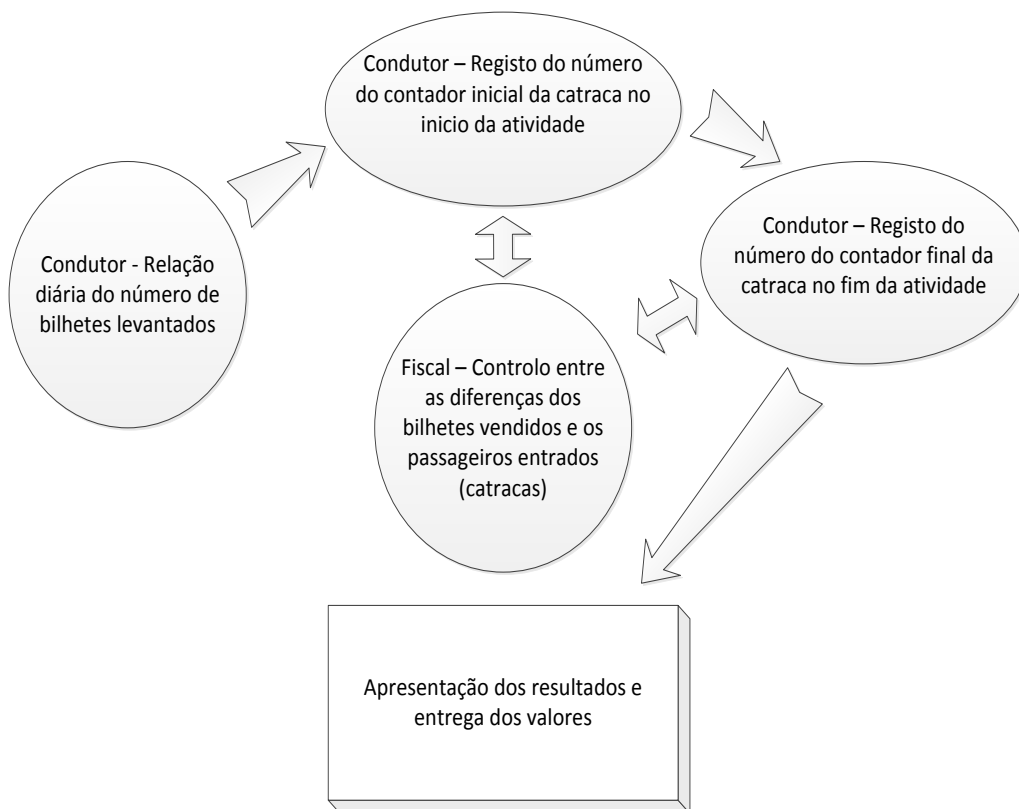 Condutor – Registo do número
do contador inicial da catraca no
inicio da atividade
Condutor - Relação
diária do número de
bilhetes levantados
Condutor – Registo do
número do contador final da
catraca no fim da atividade
Fiscal – Controlo entre
as diferenças dos
bilhetes vendidos e os
passageiros entrados
(catracas)
Apresentação dos resultados e
entrega dos valores